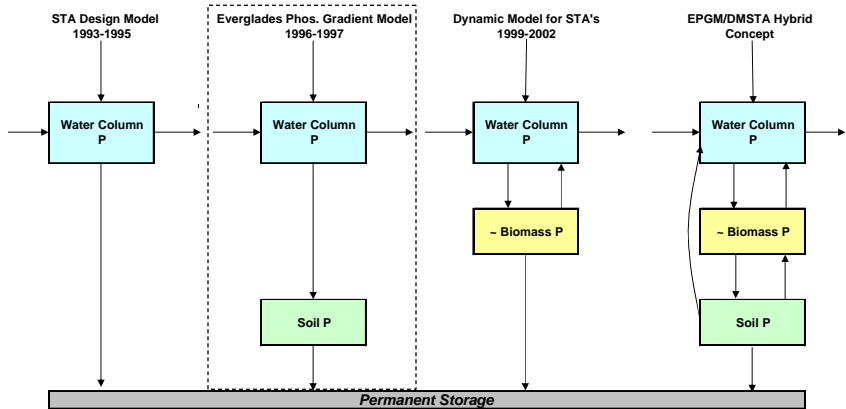 STA Design Model
1993-1995
Everglades Phos. Gradient Model
1996-1997
Dynamic Model for STA's
1999-2002
EPGM/DMSTA Hybrid
Concept
Water Column
P
Water Column
P
Water Column
P
Water Column
P
~ Biomass P
~ Biomass P
Soil P
Soil P
Permanent Storage